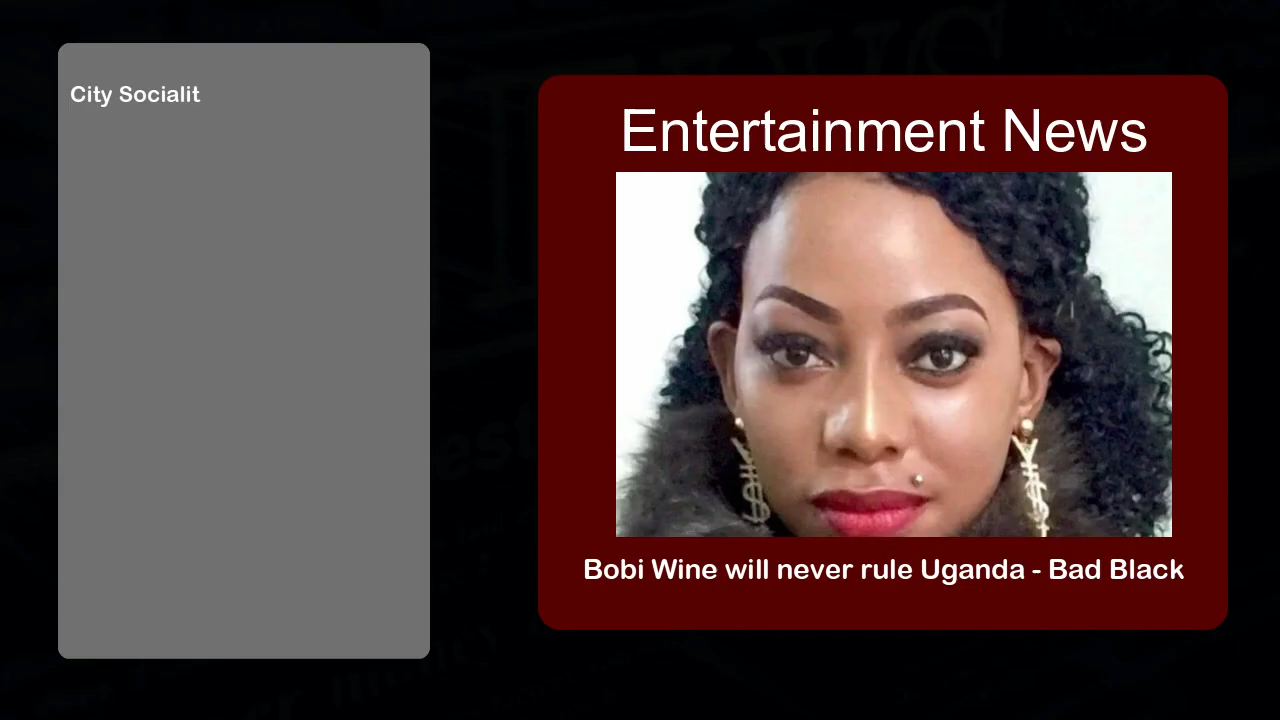 City Socialit
Entertainment News
Bobi Wine will never rule Uganda - Bad Black